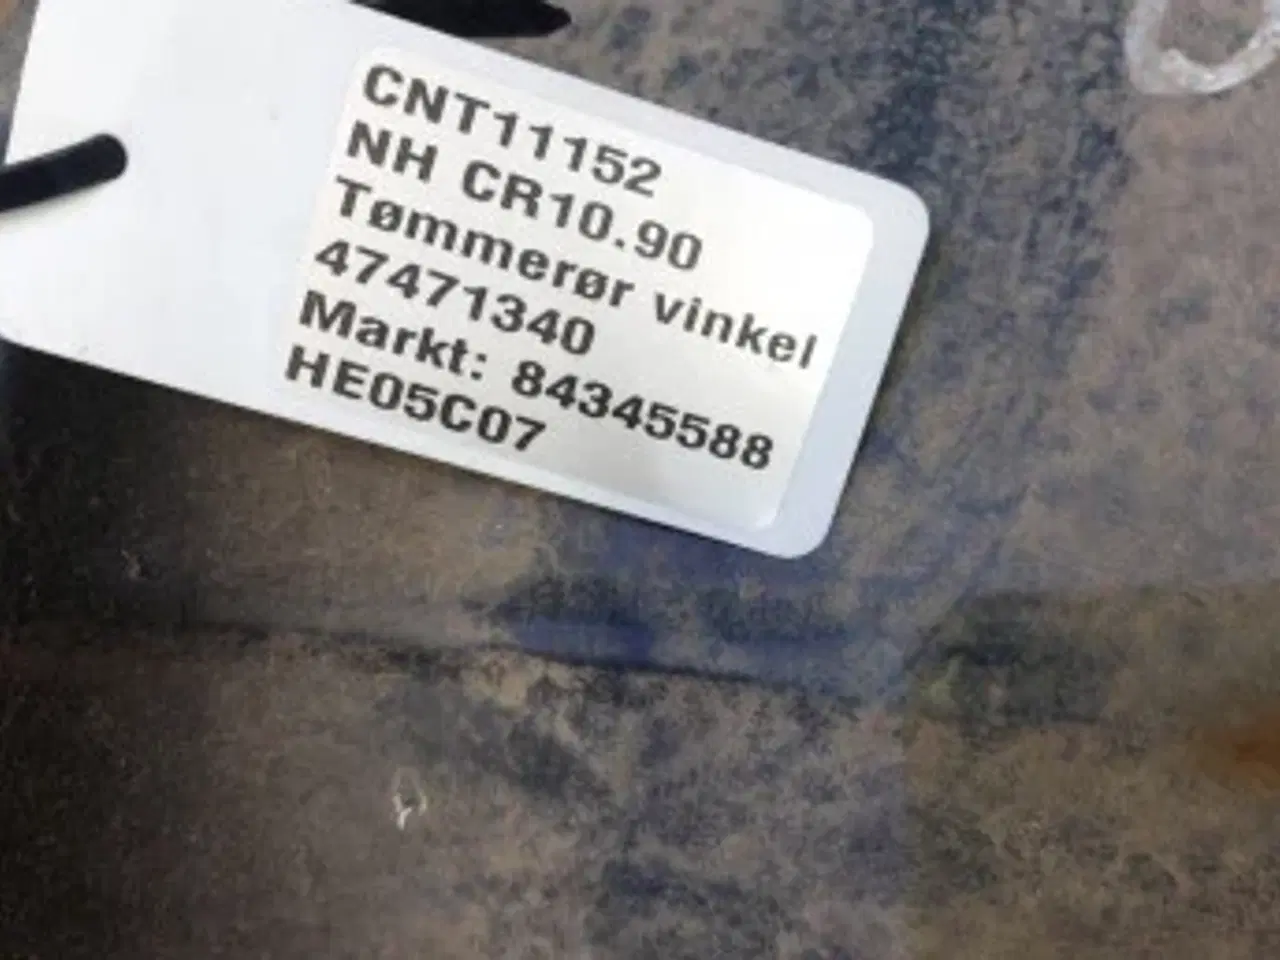 CNT11152
NH CR10.90
Tømmerør vinkel
47471340
Markt: 84345588
HE05C07